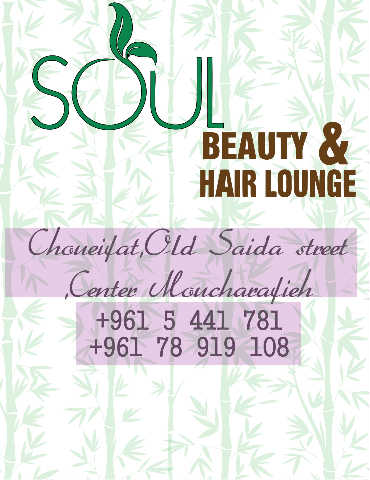 SOUL
BEAUTY &
HAIR LOUNGE
Choueifat,Old Saida street
,Center Moucharafieh
+961 5 441 781
+961 78 919 108